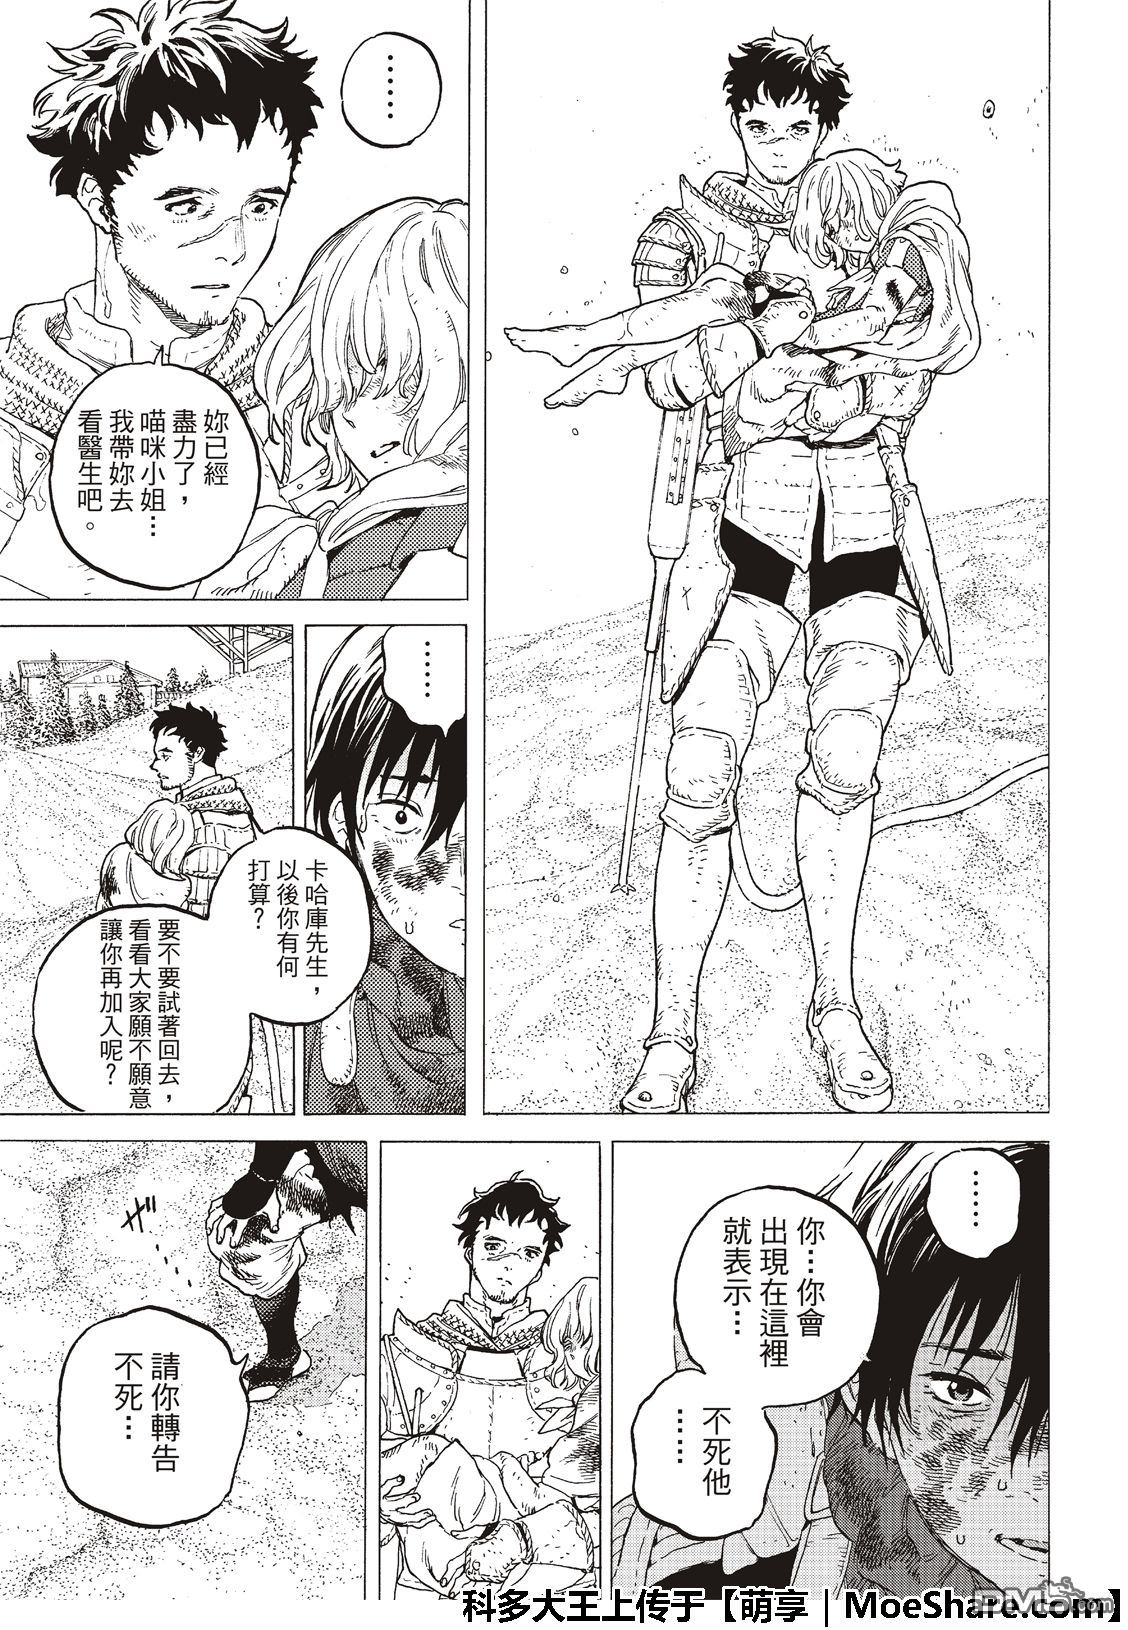 ………
妳已經
盡力了，
喵咪小姐…
我帶妳去
看醫生吧。
………
卡哈庫先生，
以後你有何
打算？
要不要試著回去，
看看大家願不願意
讓你再加入呢？
………
你…你會
出現在這裡
就表示…
不死他
……
請你轉告
不死…
ザ"
科多大王上传于【萌享｜MoeShare.com】